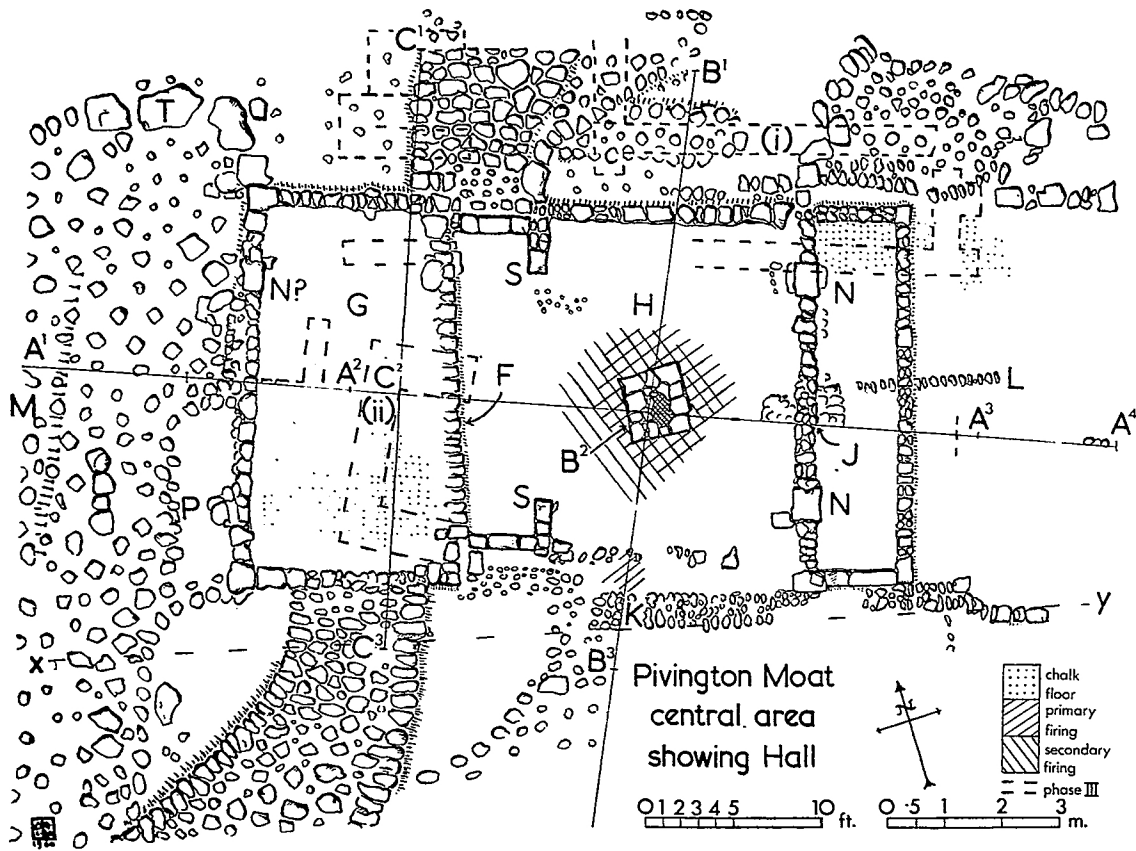 C¹
B¹
r T
(i)
S
N?
G
H
N
A¹
A² C²
F
L
M
(ii)
A³
A⁴
B²
J
S
P
N
K
y
x
C³
B³
Pivington Moat
central area
showing Hall
N
chalk
floor
primary
firing
secondary
firing
phase III
0 1 2 3 4 5 10 ft.
0 ·5 1 2 3 m.